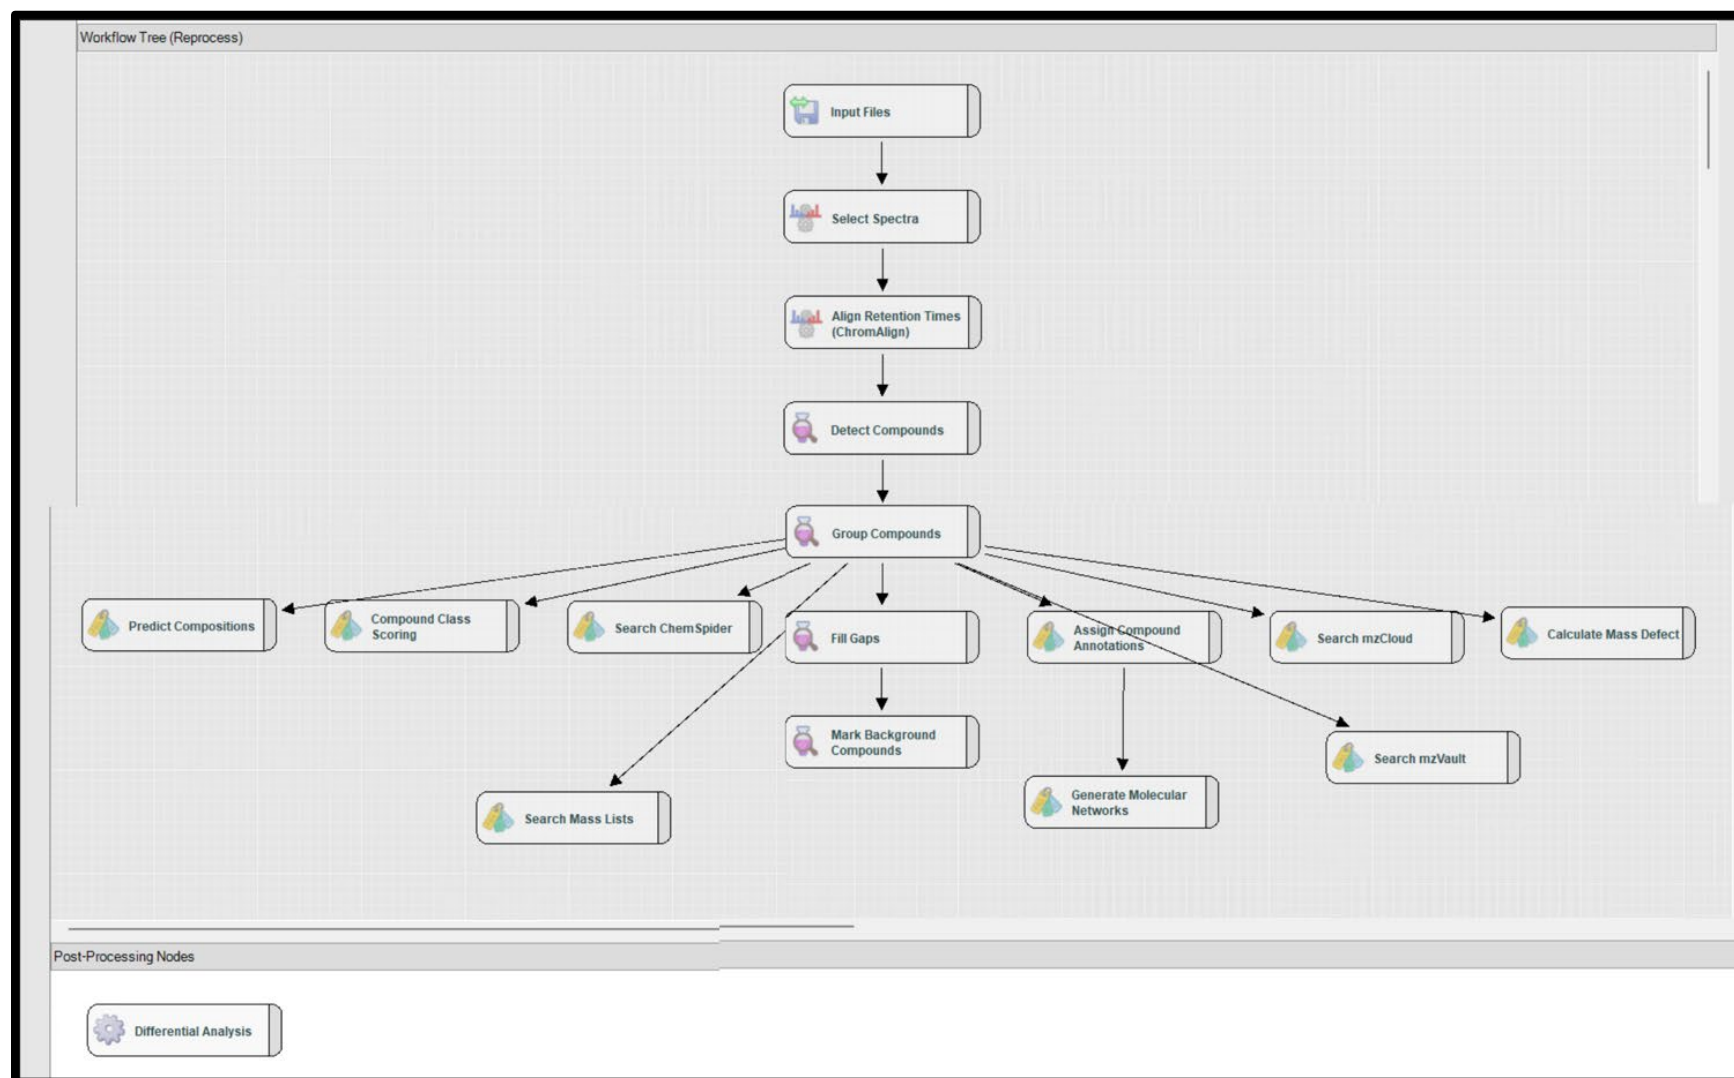 Workflow Tree (Reprocess)
Input Files
Select Spectra
Align Retention Times
(ChromAlign)
Detect Compounds
Group Compounds
Predict Compositions
Compound Class
Scoring
Search ChemSpider
Fill Gaps
Assign Compound
Annotations
Search mzCloud
Calculate Mass Defect
Mark Background
Compounds
Search mzVault
Generate Molecular
Networks
Search Mass Lists
Post-Processing Nodes
Differential Analysis